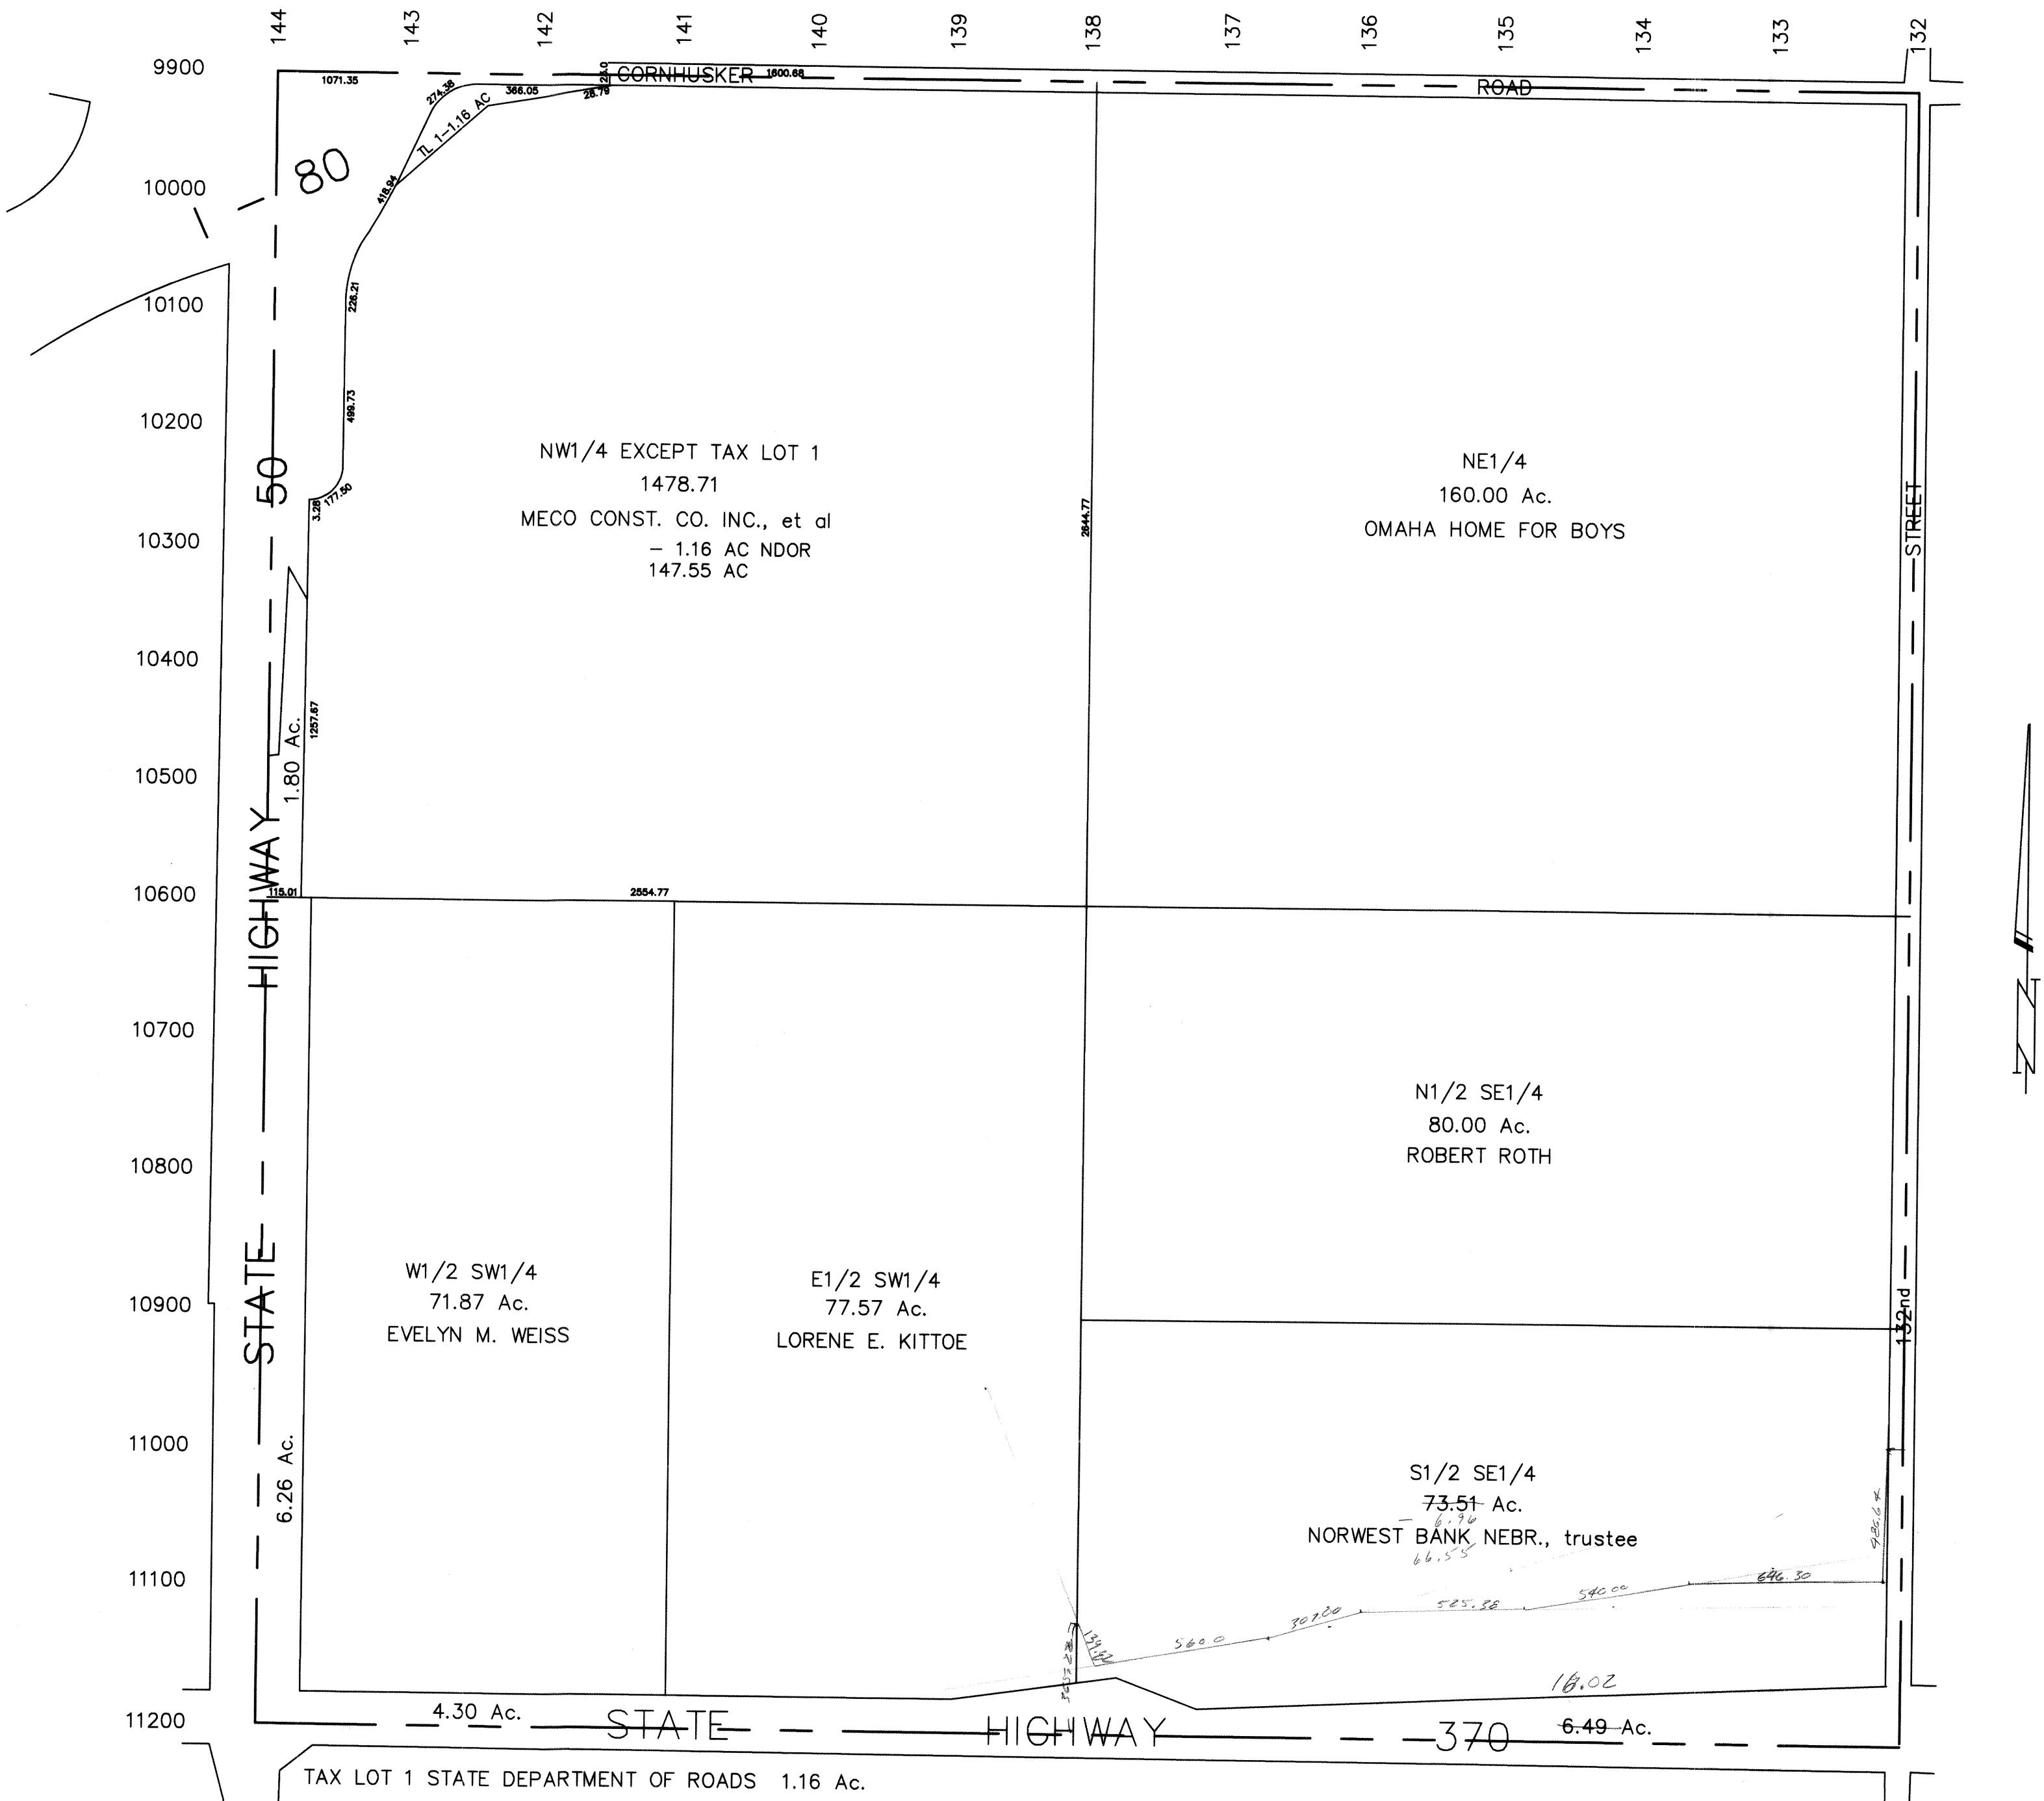 144
143
142
141
140
139
138
137
136
135
134
133
132
9900
10000
10100
10200
10300
10400
10500
10600
10700
10800
10900
11000
11100
11200
1071.35
CORNHUSKER
1600.68
ROAD
274.38
366.05
28.79
TL 1-1.16 AC
80
418.94
226.21
499.73
177.50
3.28
50
1257.67
1.80 Ac.
HIGHWAY
STATE
115.01
2554.77
2644.77
NW1/4 EXCEPT TAX LOT 1
1478.71
MECO CONST. CO. INC., et al
- 1.16 AC NDOR
147.55 AC
NE1/4
160.00 Ac.
OMAHA HOME FOR BOYS
STREET
132nd
N1/2 SE1/4
80.00 Ac.
ROBERT ROTH
W1/2 SW1/4
71.87 Ac.
EVELYN M. WEISS
E1/2 SW1/4
77.57 Ac.
LORENE E. KITTOE
6.26 Ac.
S1/2 SE1/4
73.51 Ac.
- 6.96
NORWEST BANK NEBR., trustee
66.55
986.64
646.30
540.00
525.38
307.00
560.0
4.30 Ac.
STATE HIGHWAY 370
6.49 Ac.
N
TAX LOT 1 STATE DEPARTMENT OF ROADS 1.16 Ac.